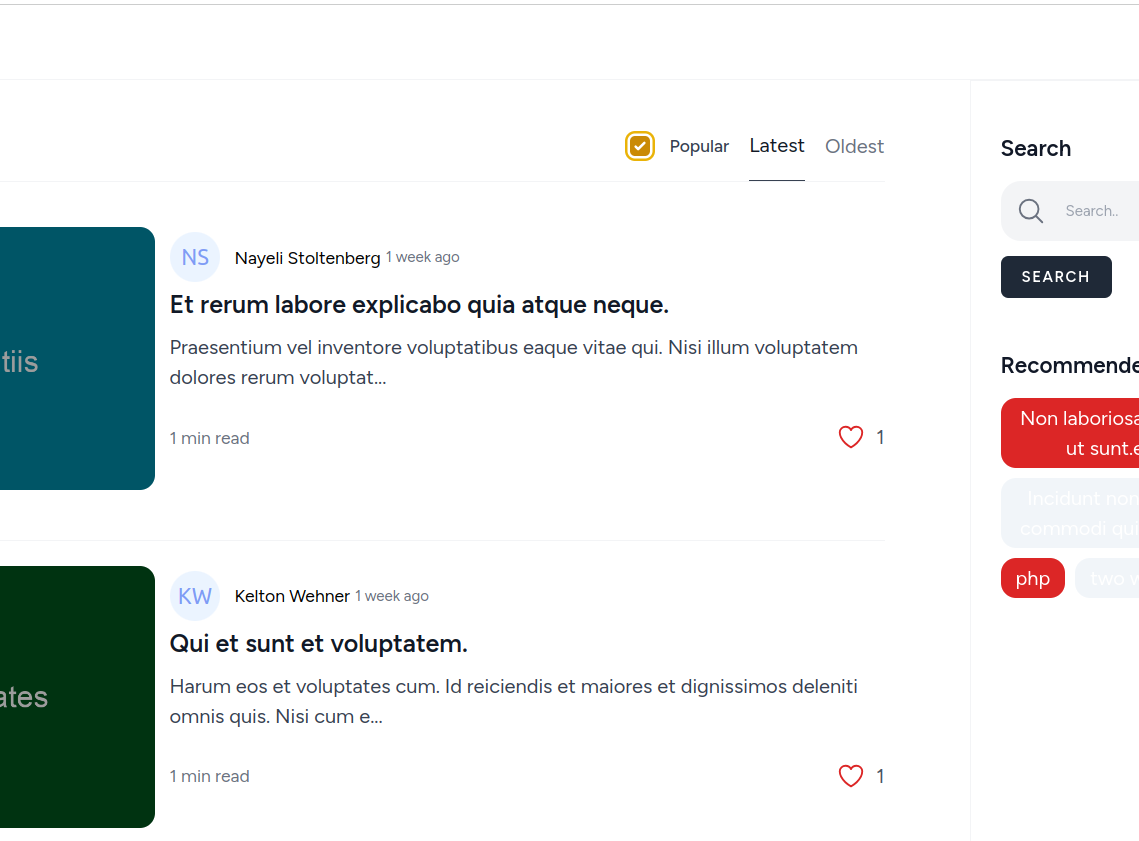 Popular Latest Oldest
tiis
NS Nayeli Stoltenberg 1 week ago
Et rerum labore explicabo quia atque neque.
Praesentium vel inventore voluptatibus eaque vitae qui. Nisi illum voluptatem
dolores rerum voluptat...
1 min read 1
ates
KW Kelton Wehner 1 week ago
Qui et sunt et voluptatem.
Harum eos et voluptates cum. Id reiciendis et maiores et dignissimos deleniti
omnis quis. Nisi cum e...
1 min read 1
Search
Search..
SEARCH
Recommende
Non laboriosa
ut sunt.e
Incidunt non
commodi qui
php two w